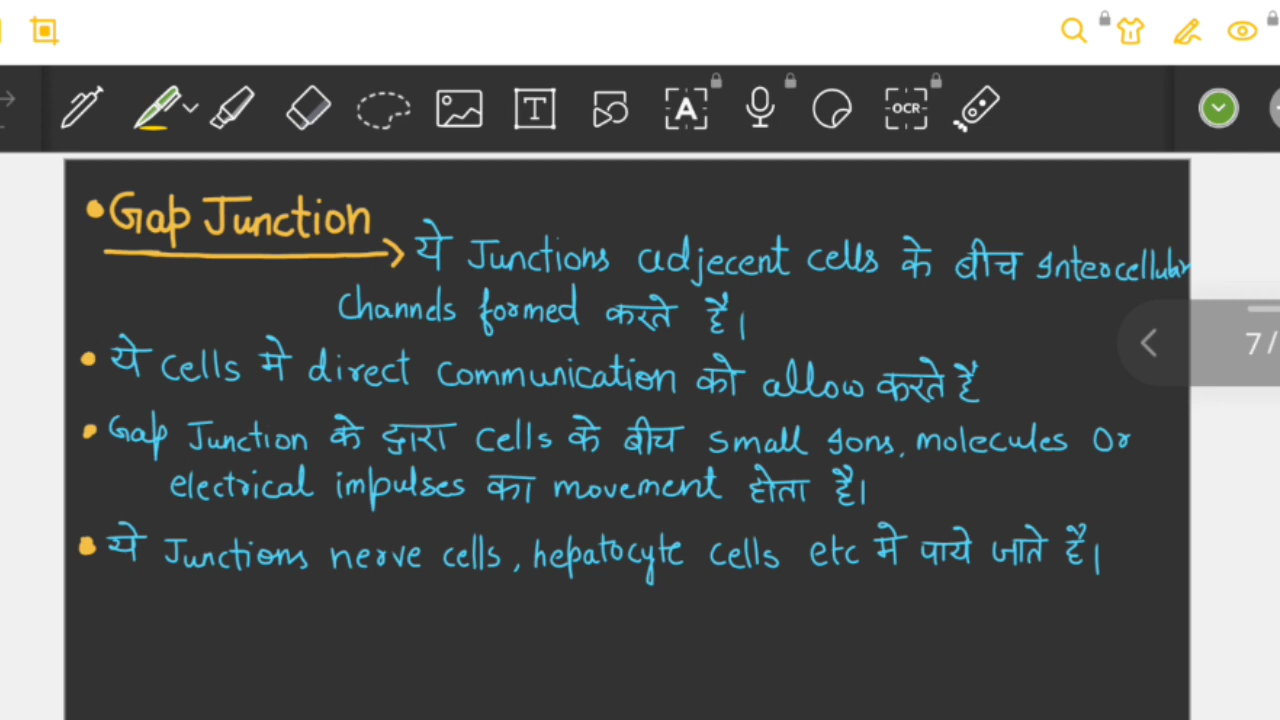 T
A
OCR
• Gap Junction
→ ये Junctions adjecent cells के बीच Intercellular
Channels formed करते हैं।
7/
• ये cells मे direct communication को allow करते हैं
• Gap Junction के द्वारा cells के बीच small Ions, molecules Or
electrical impulses का movement होता है।
• ये Junctions nerve cells, hepatocyte cells etc मे पाये जाते हैं।